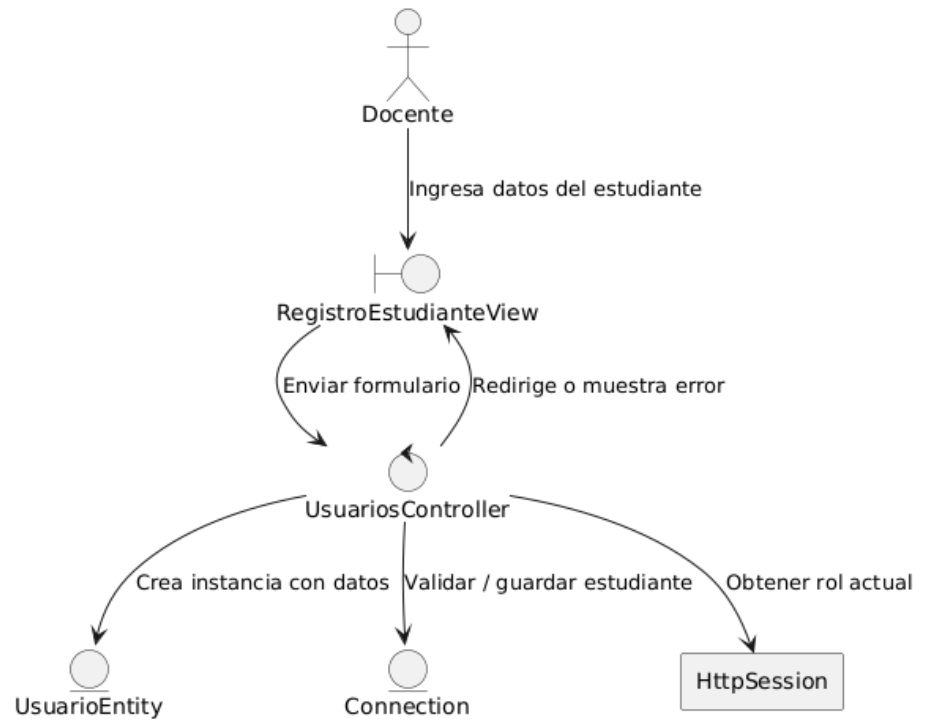 Docente
Ingresa datos del estudiante
RegistroEstudianteView
Enviar formulario
Redirige o muestra error
UsuariosController
Crea instancia con datos
Validar / guardar estudiante
Obtener rol actual
UsuarioEntity
Connection
HttpSession